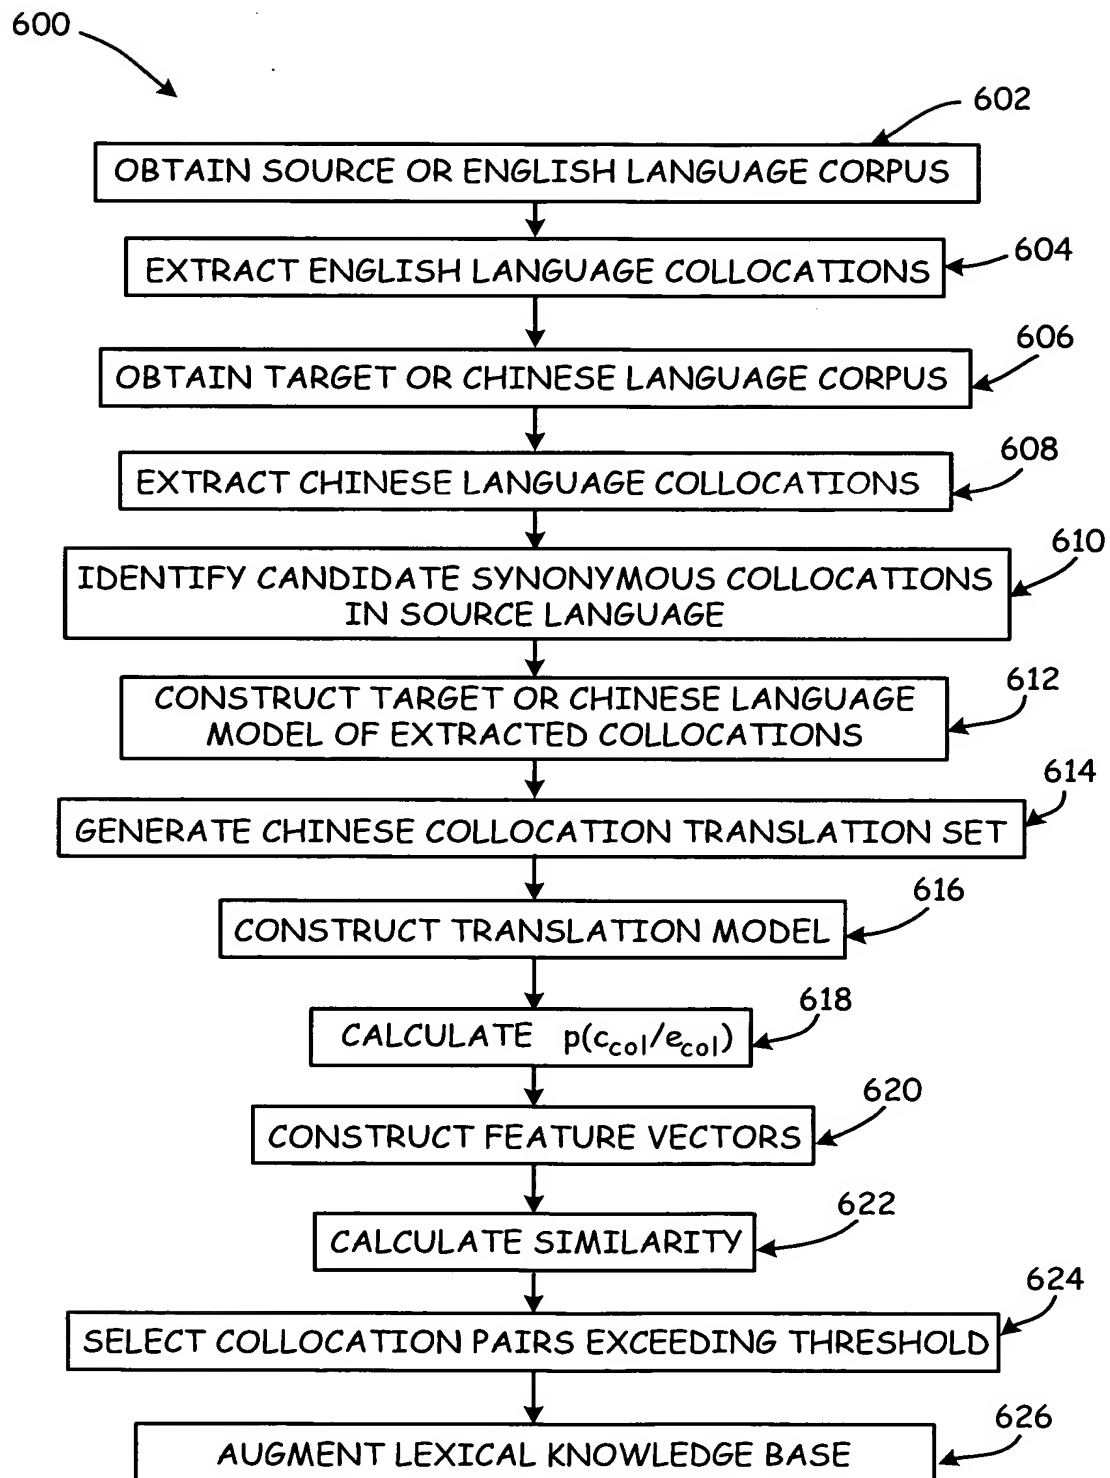 600
602
OBTAIN SOURCE OR ENGLISH LANGUAGE CORPUS
604
EXTRACT ENGLISH LANGUAGE COLLOCATIONS
606
OBTAIN TARGET OR CHINESE LANGUAGE CORPUS
608
EXTRACT CHINESE LANGUAGE COLLOCATIONS
610
IDENTIFY CANDIDATE SYNONYMOUS COLLOCATIONS
IN SOURCE LANGUAGE
612
CONSTRUCT TARGET OR CHINESE LANGUAGE
MODEL OF EXTRACTED COLLOCATIONS
614
GENERATE CHINESE COLLOCATION TRANSLATION SET
616
CONSTRUCT TRANSLATION MODEL
618
CALCULATE p(c_col/e_col)
620
CONSTRUCT FEATURE VECTORS
622
CALCULATE SIMILARITY
624
SELECT COLLOCATION PAIRS EXCEEDING THRESHOLD
626
AUGMENT LEXICAL KNOWLEDGE BASE